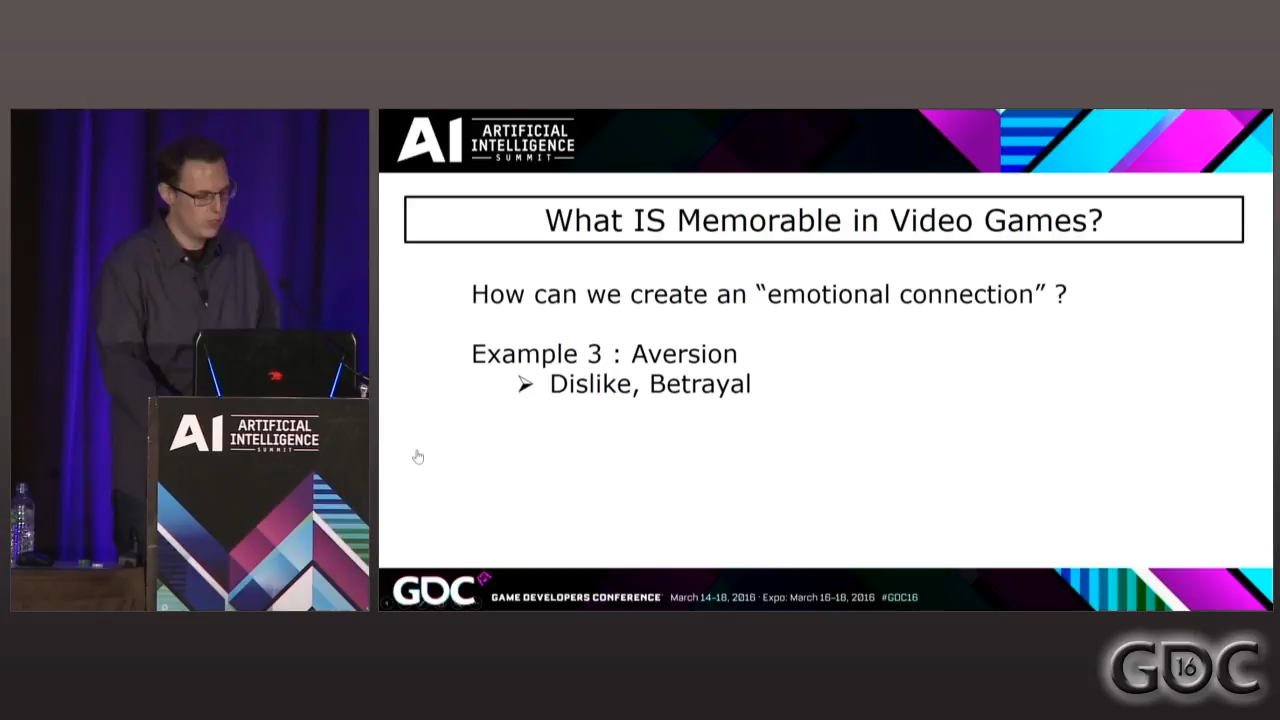 AI ARTIFICIAL
INTELLIGENCE
SUMMIT
What IS Memorable in Video Games?
How can we create an “emotional connection” ?
Example 3 : Aversion
➢ Dislike, Betrayal
AI ARTIFICIAL
INTELLIGENCE
SUMMIT
GDC GAME DEVELOPERS CONFERENCE March 14-18, 2016 · Expo: March 16-18, 2016 #GDC16
GDC 16